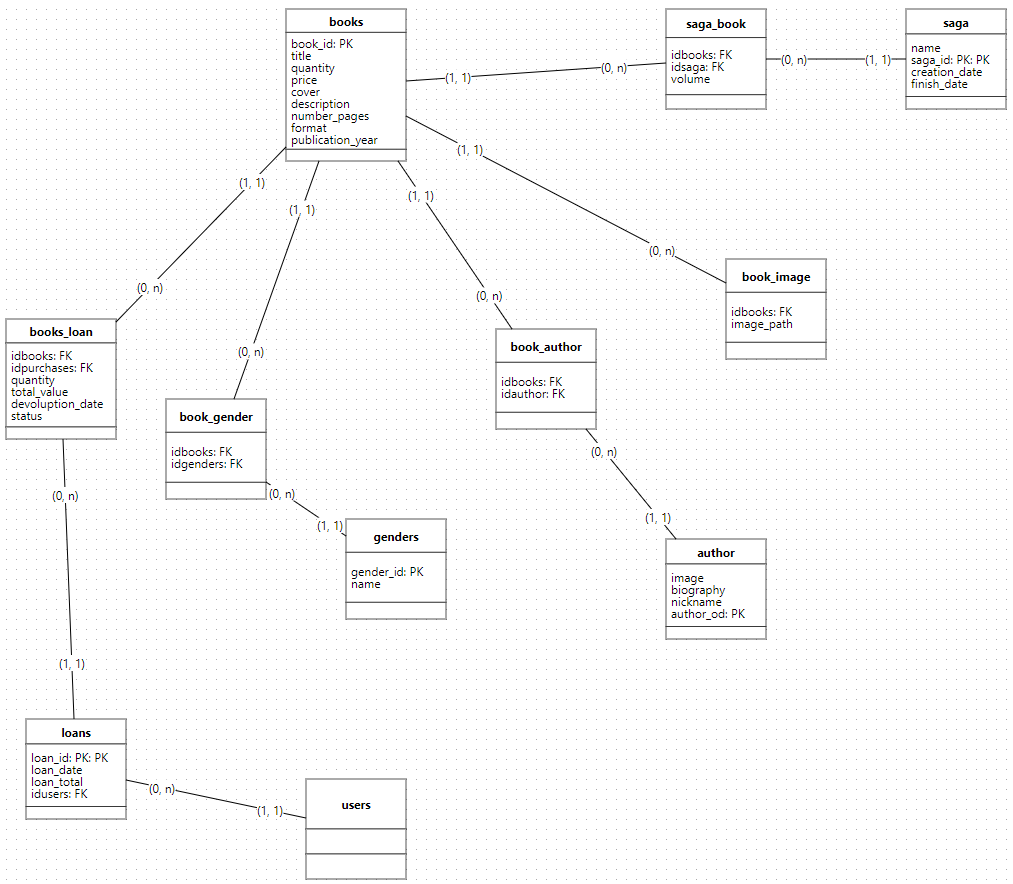 books
book_id: PK
title
quantity
price
cover
description
number_pages
format
publication_year
saga_book
idbooks: FK
idsaga: FK
volume
saga
name
saga_id: PK: PK
creation_date
finish_date
(1, 1)
(0, n)
(0, n)
(1, 1)
(1, 1)
(0, n)
(1, 1)
(0, n)
(1, 1)
(0, n)
(1, 1)
(0, n)
book_image
idbooks: FK
image_path
books_loan
idbooks: FK
idpurchases: FK
quantity
total_value
devoluption_date
status
book_author
idbooks: FK
idauthor: FK
book_gender
idbooks: FK
idgenders: FK
(0, n)
(1, 1)
(0, n)
(1, 1)
(0, n)
(1, 1)
genders
gender_id: PK
name
author
image
biography
nickname
author_od: PK
loans
loan_id: PK: PK
loan_date
loan_total
idusers: FK
(0, n)
(1, 1)
users